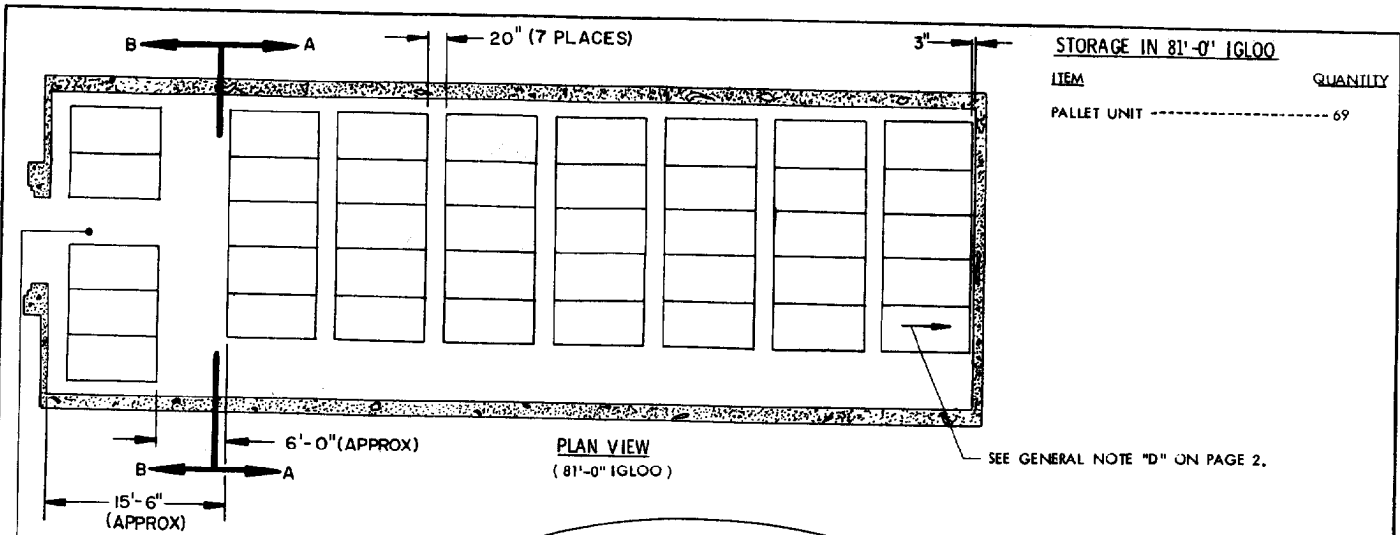 B A
20" (7 PLACES)
3"
STORAGE IN 81'-0" IGLOO
ITEM QUANTITY
PALLET UNIT ------------------------ 69
6'-0" (APPROX)
B A
15'-6"
(APPROX)
PLAN VIEW
(81'-0" IGLOO)
SEE GENERAL NOTE "D" ON PAGE 2.